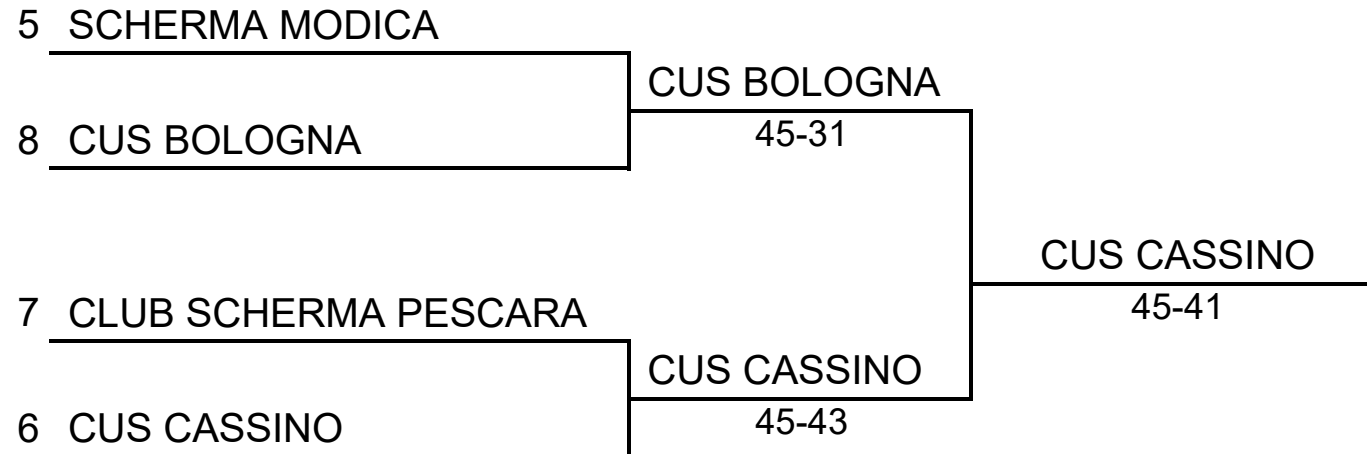 5 SCHERMA MODICA
CUS BOLOGNA
45-31
8 CUS BOLOGNA
CUS CASSINO
45-41
7 CLUB SCHERMA PESCARA
CUS CASSINO
45-43
6 CUS CASSINO